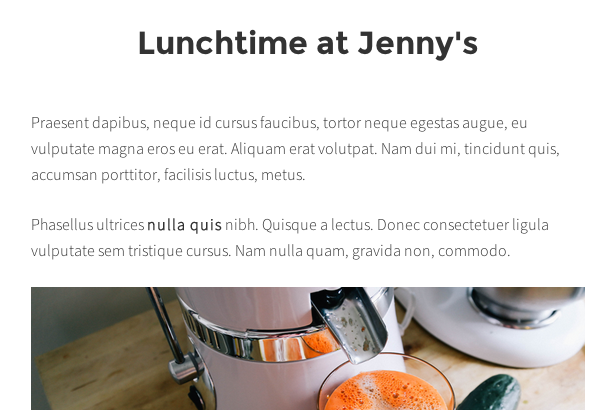 Lunchtime at Jenny's
Praesent dapibus, neque id cursus faucibus, tortor neque egestas augue, eu
vulputate magna eros eu erat. Aliquam erat volutpat. Nam dui mi, tincidunt quis,
accumsan porttitor, facilisis luctus, metus.
Phasellus ultrices nulla quis nibh. Quisque a lectus. Donec consectetuer ligula
vulputate sem tristique cursus. Nam nulla quam, gravida non, commodo.